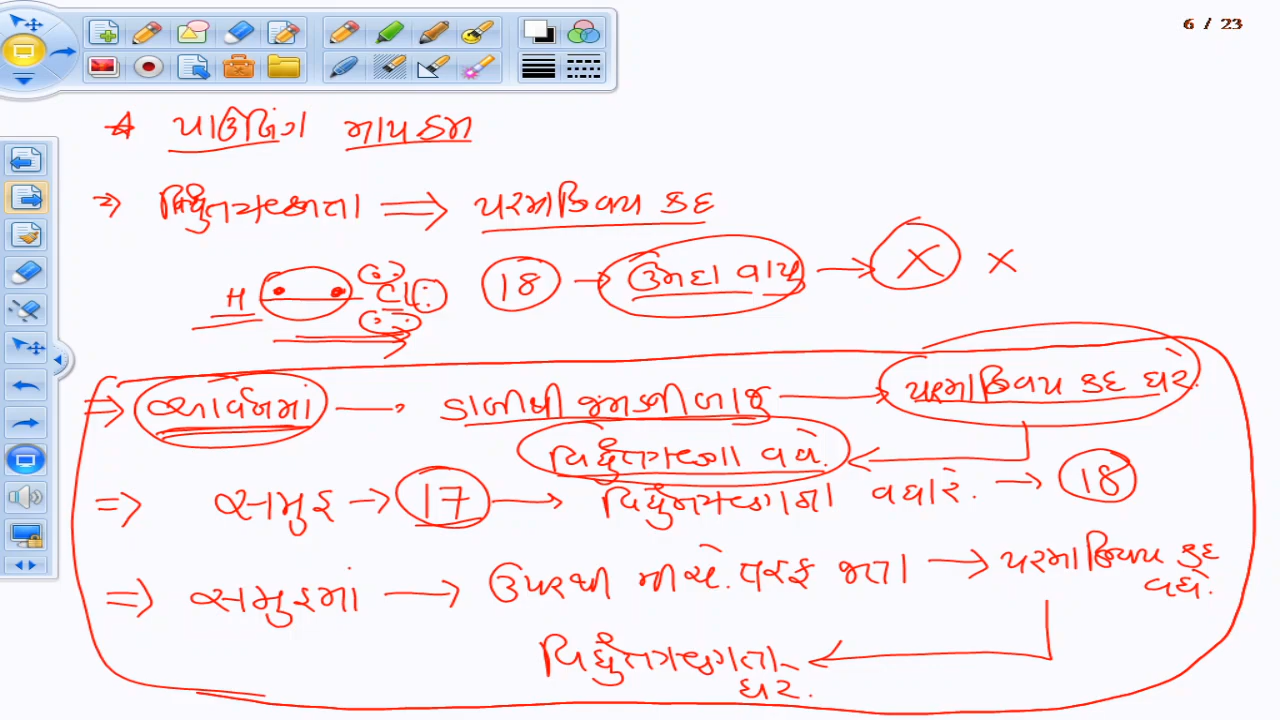 6 / 23
* પાઉલિંગ માપક્રમ
⇒ વિદ્યુતઋણતા ⇒ પરમાણ્વિય કદ
H Cl 18 → ઉમદા વાયુ → X X
⇒ આવર્તમાં → ડાબીથી જમણીબાજુ → પરમાણ્વિય કદ ઘટે.
વિદ્યુતઋણતા વધે.
⇒ સમુહ → 17 → વિદ્યુતઋણતા વધારે. → 18
⇒ સમુહમાં → ઉપરથી નીચે તરફ જતા → પરમાણ્વિય કદ
વધે.
વિદ્યુતઋણતા
ઘટે.